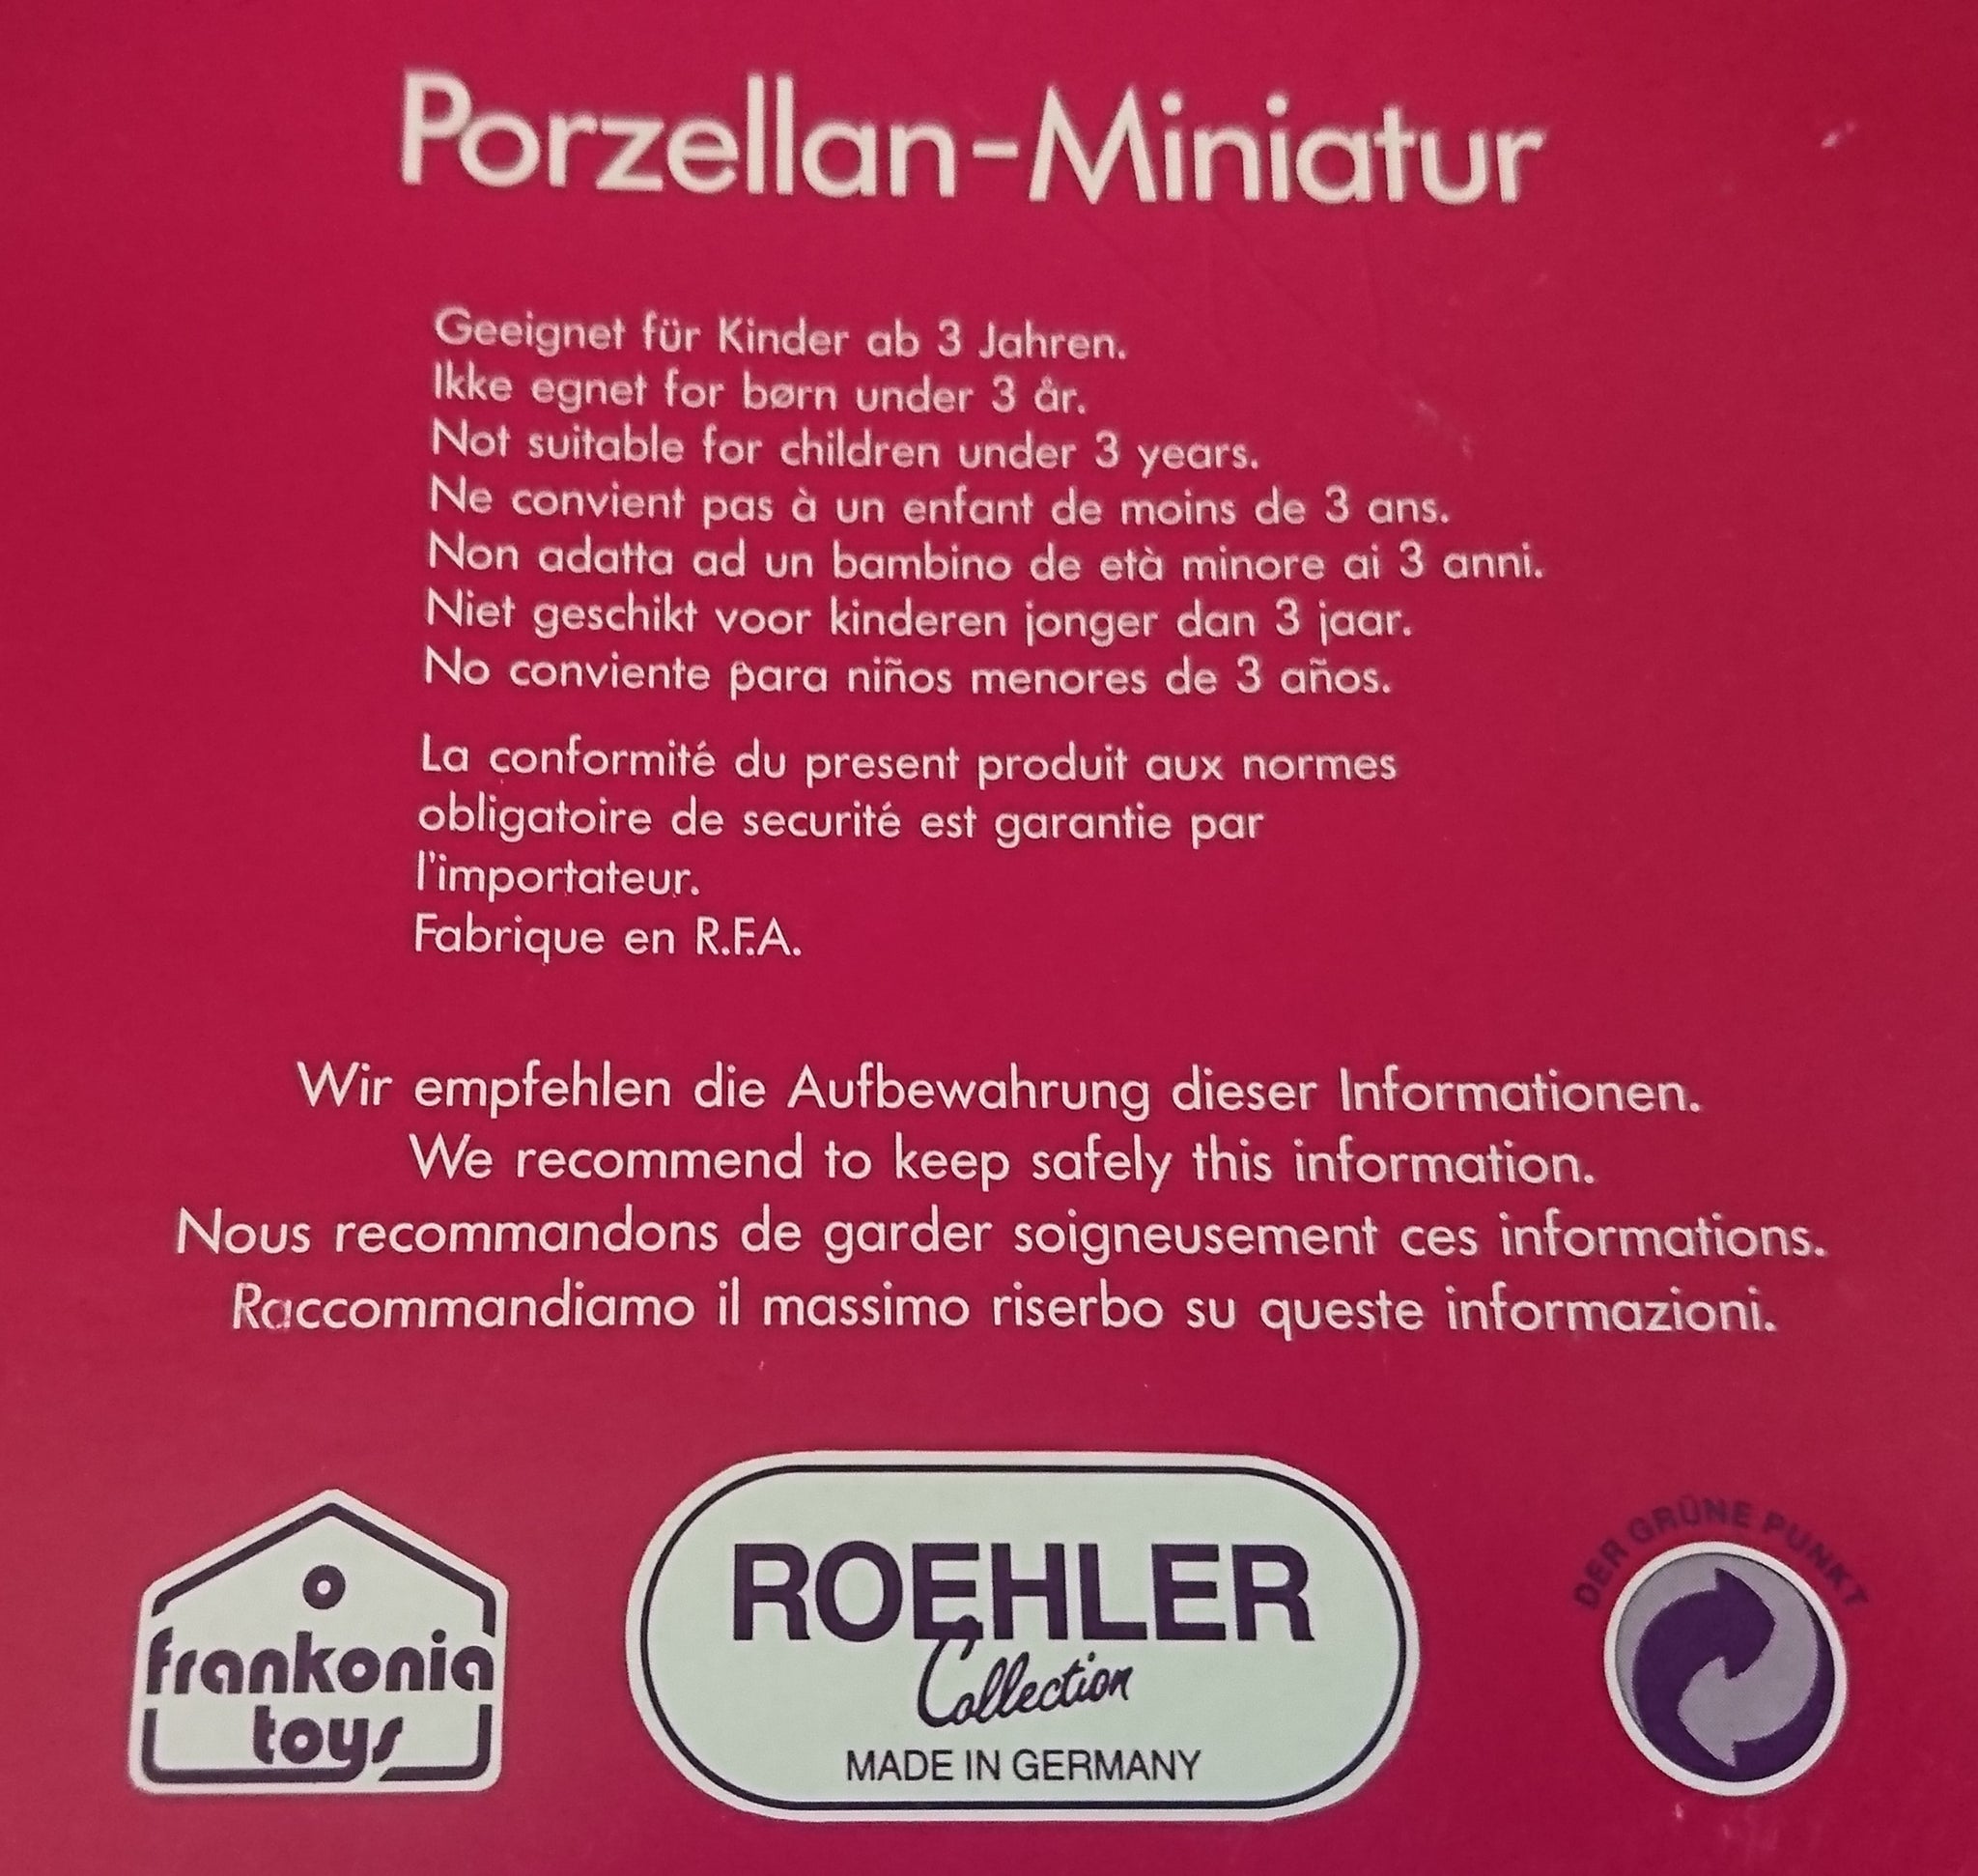 Porzellan-Miniatur
Geeignet für Kinder ab 3 Jahren.
Ikke egnet for børn under 3 år.
Not suitable for children under 3 years.
Ne convient pas à un enfant de moins de 3 ans.
Non adatta ad un bambino de età minore ai 3 anni.
Niet geschikt voor kinderen jonger dan 3 jaar.
No conviente para niños menores de 3 años.
La conformité du present produit aux normes
obligatoire de securité est garantie par
l'importateur.
Fabrique en R.F.A.
Wir empfehlen die Aufbewahrung dieser Informationen.
We recommend to keep safely this information.
Nous recommandons de garder soigneusement ces informations.
Raccommandiamo il massimo riserbo su queste informazioni.
frankonia
toys
ROEHLER
Collection
MADE IN GERMANY
DER GRÜNE PUNKT